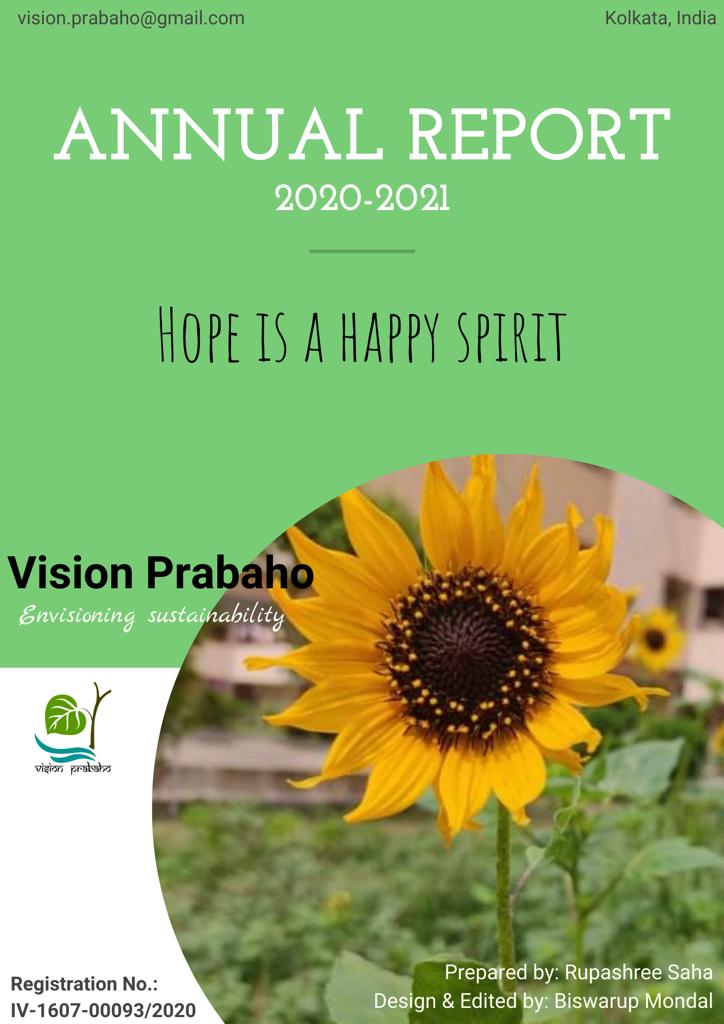 vision.prabaho@gmail.com
Kolkata, India
ANNUAL REPORT
2020-2021
HOPE IS A HAPPY SPIRIT
Vision Prabaho
Envisioning sustainability
vision prabaho
Registration No.:
IV-1607-00093/2020
Prepared by: Rupashree Saha
Design & Edited by: Biswarup Mondal